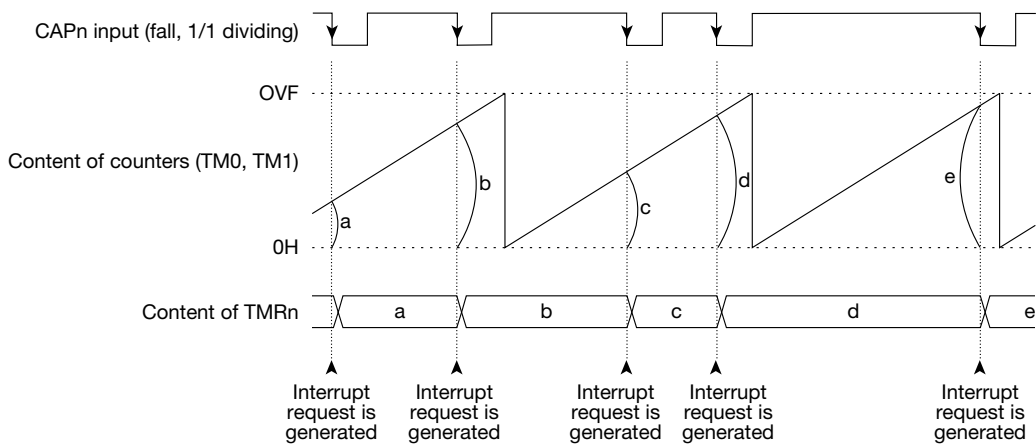 CAPn input (fall, 1/1 dividing)
OVF
Content of counters (TM0, TM1)
a
b
c
d
e
0H
Content of TMRn
a
b
c
d
e
Interrupt
request is
generated
Interrupt
request is
generated
Interrupt
request is
generated
Interrupt
request is
generated
Interrupt
request is
generated